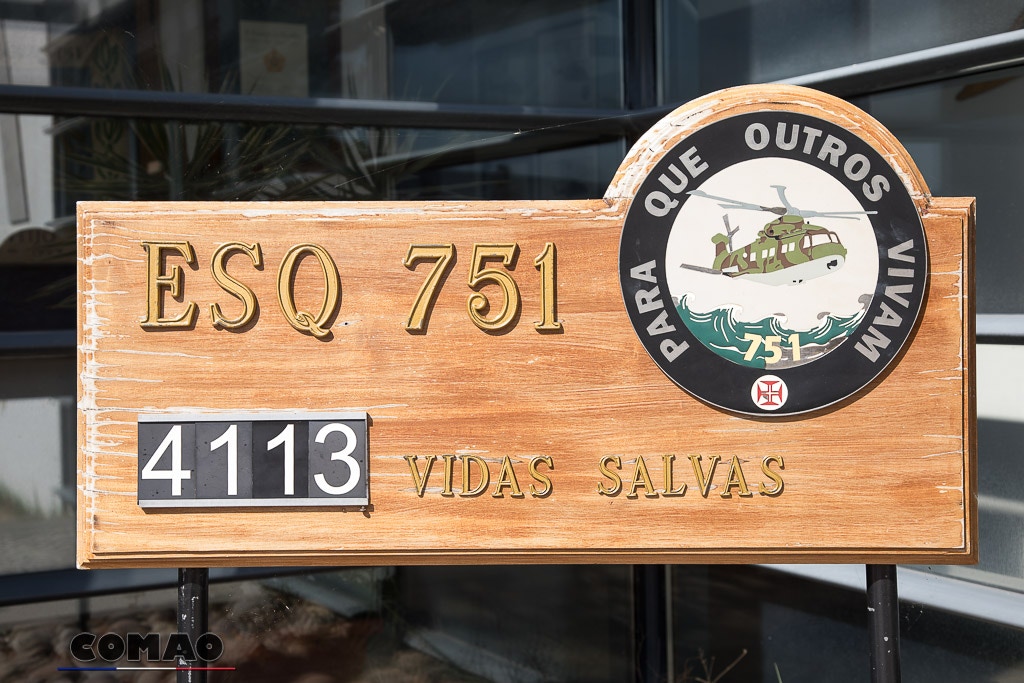 ESQ 751
PARA QUE OUTROS VIVAM
751
4113 VIDAS SALVAS
COMAO